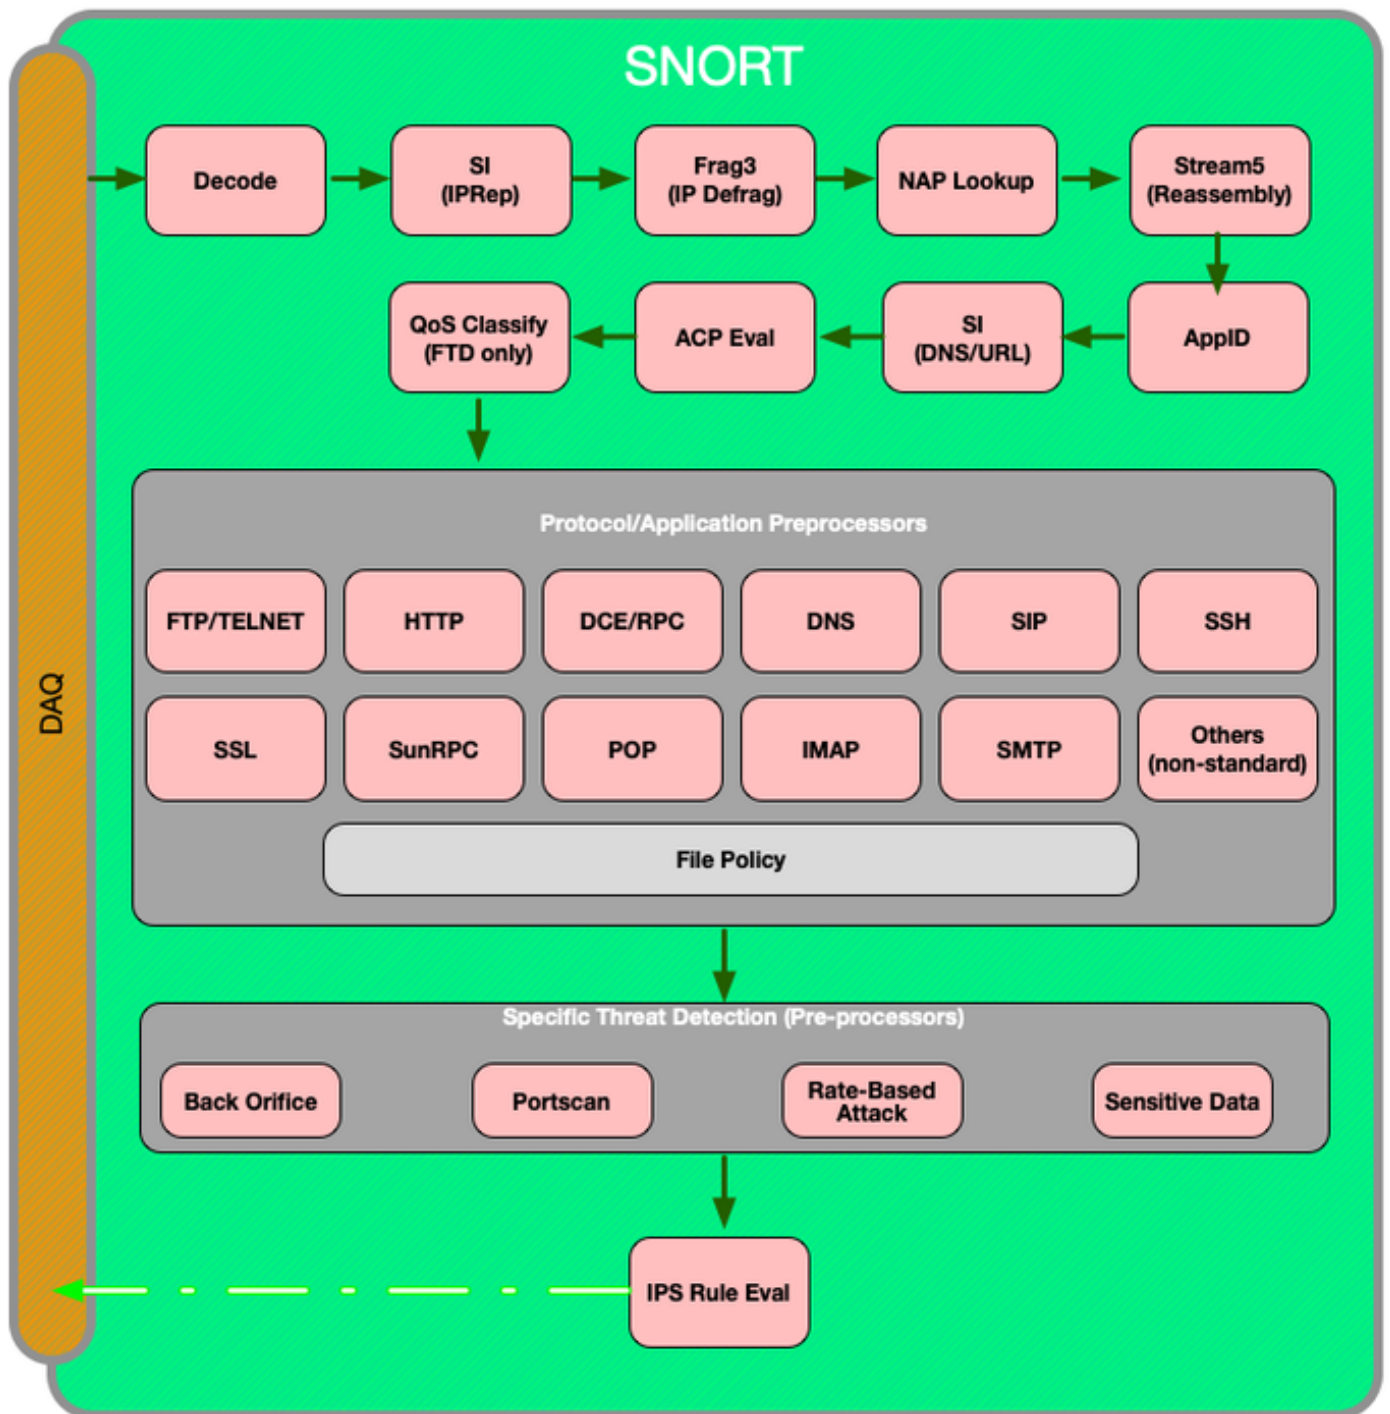 SNORT
Decode
SI
(IPRep)
Frag3
(IP Defrag)
NAP Lookup
Stream5
(Reassembly)
QoS Classify
(FTD only)
ACP Eval
SI
(DNS/URL)
AppID
Protocol/Application Preprocessors
FTP/TELNET
HTTP
DCE/RPC
DNS
SIP
SSH
DAQ
SSL
SunRPC
POP
IMAP
SMTP
Others
(non-standard)
File Policy
Specific Threat Detection (Pre-processors)
Back Orifice
Portscan
Rate-Based
Attack
Sensitive Data
IPS Rule Eval